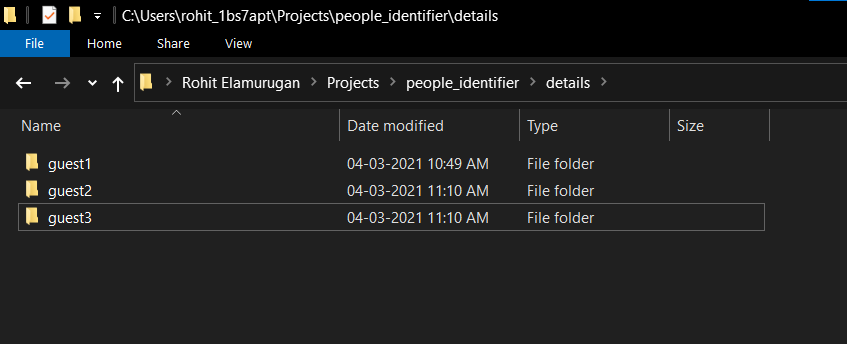 C:\Users\rohit_1bs7apt\Projects\people_identifier\details
File Home Share View
Rohit Elamurugan Projects people_identifier details
Name Date modified Type Size
guest1 04-03-2021 10:49 AM File folder
guest2 04-03-2021 11:10 AM File folder
guest3 04-03-2021 11:10 AM File folder